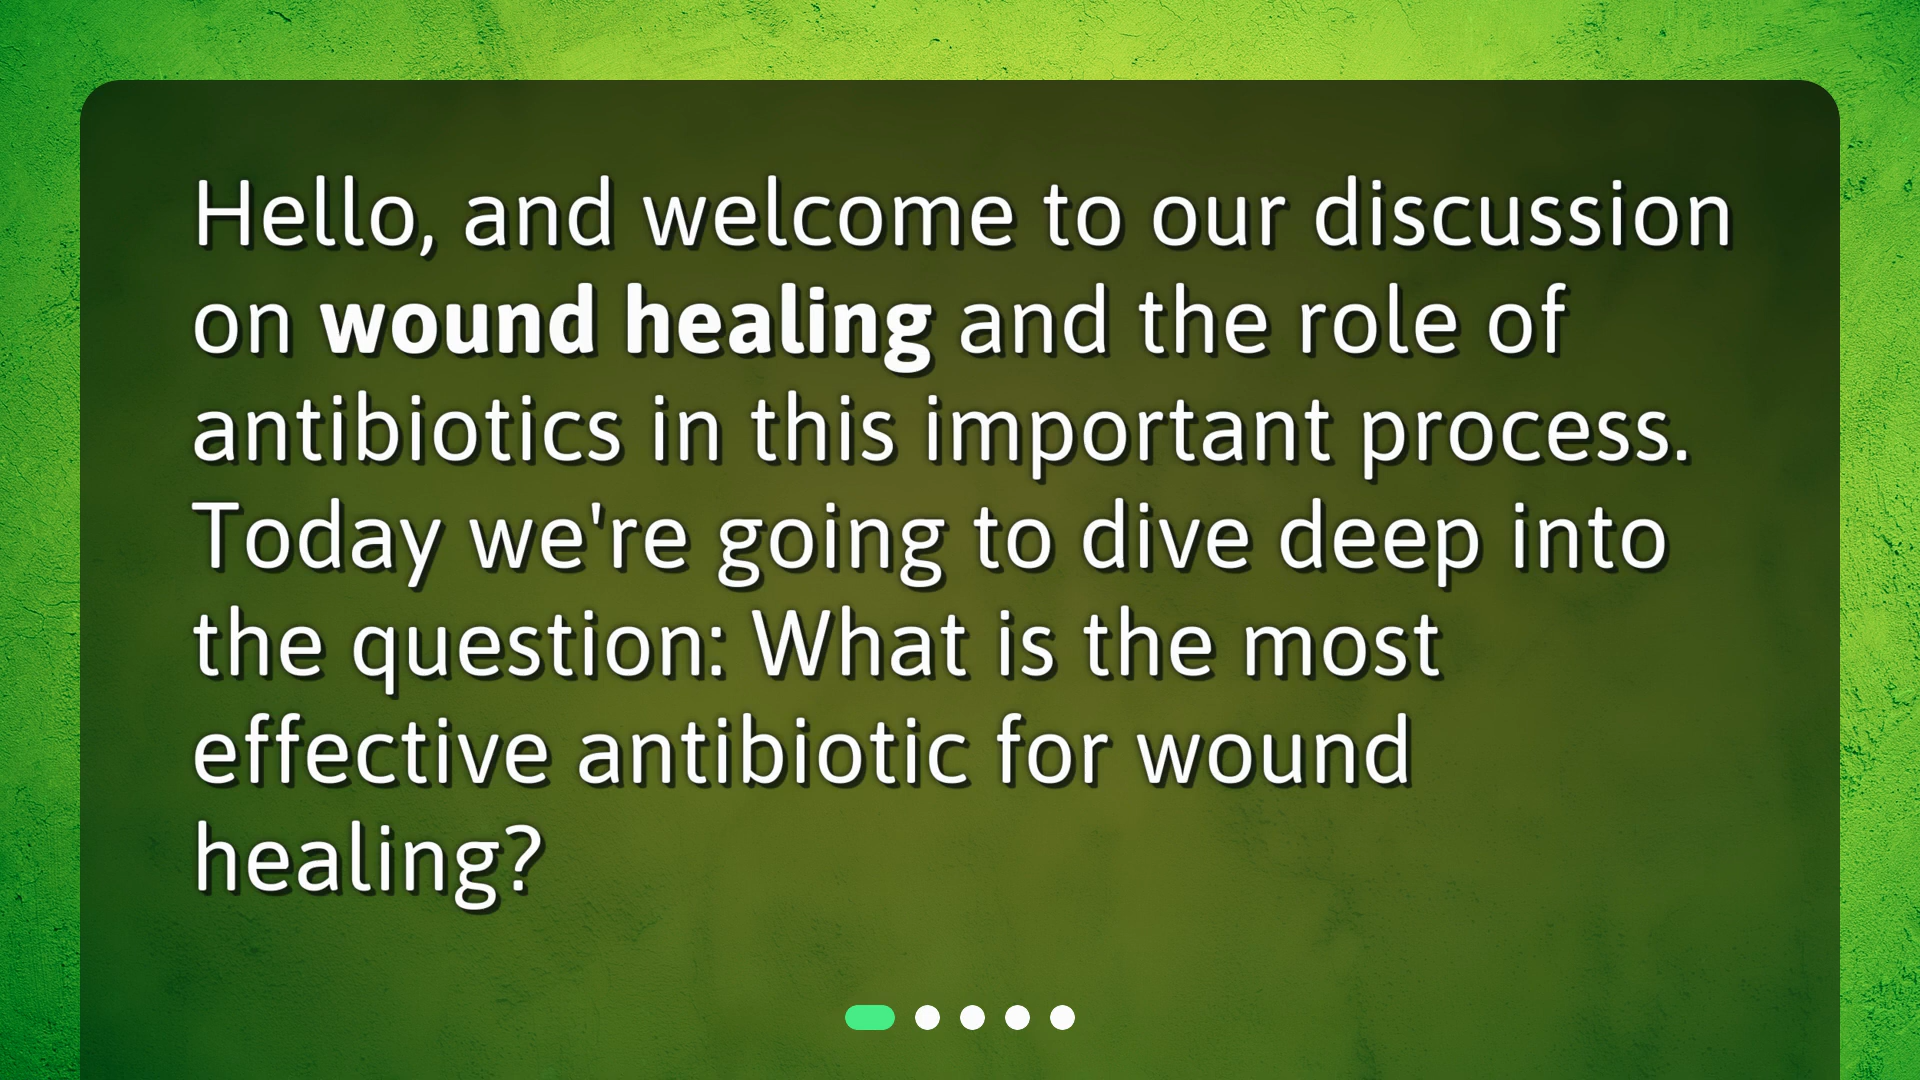 Hello, and welcome to our discussion
on wound healing and the role of
antibiotics in this important process.
Today we're going to dive deep into
the question: What is the most
effective antibiotic for wound
healing?